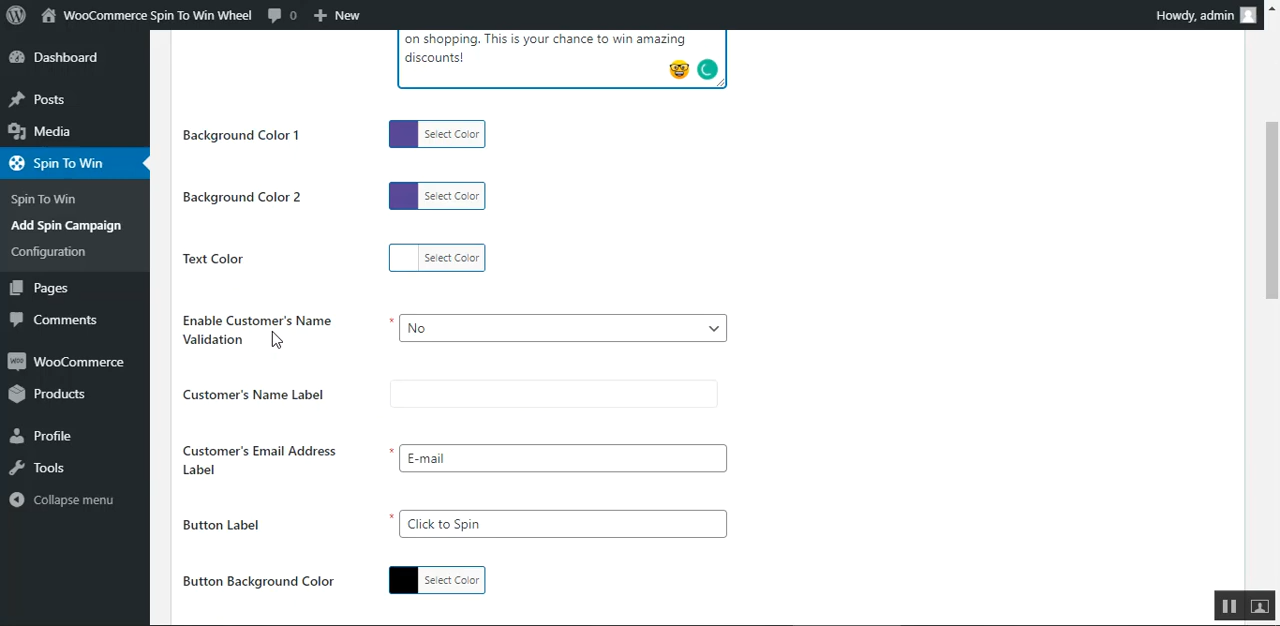 WooCommerce Spin To Win Wheel 0 New Howdy, admin
Dashboard
Posts
Media
Spin To Win
Spin To Win
Add Spin Campaign
Configuration
Pages
Comments
WOO WooCommerce
Products
Profile
Tools
Collapse menu
on shopping. This is your chance to win amazing
discounts!
Background Color 1 Select Color
Background Color 2 Select Color
Text Color Select Color
Enable Customer's Name
Validation
* No
Customer's Name Label
Customer's Email Address
Label
* E-mail
Button Label * Click to Spin
Button Background Color Select Color